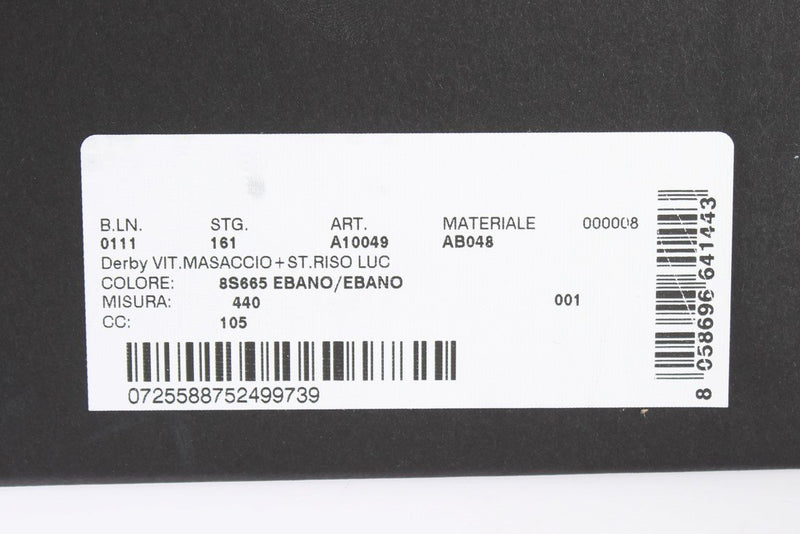 B.LN. STG. ART. MATERIALE 000008
0111 161 A10049 AB048
Derby VIT.MASACCIO+ST.RISO LUC
COLORE: 8S665 EBANO/EBANO
MISURA: 440 001
CC: 105
0725588752499739
8 058696 641443